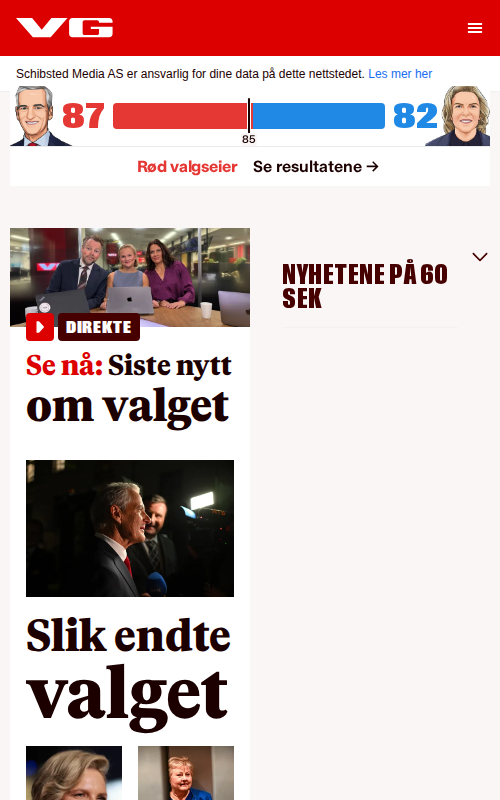 VG
Schibsted Media AS er ansvarlig for dine data på dette nettstedet. Les mer her
87
82
85
Rød valgseier Se resultatene →
NYHETENE PÅ 60
SEK
DIREKTE
Se nå: Siste nytt
om valget
Slik endte
valget